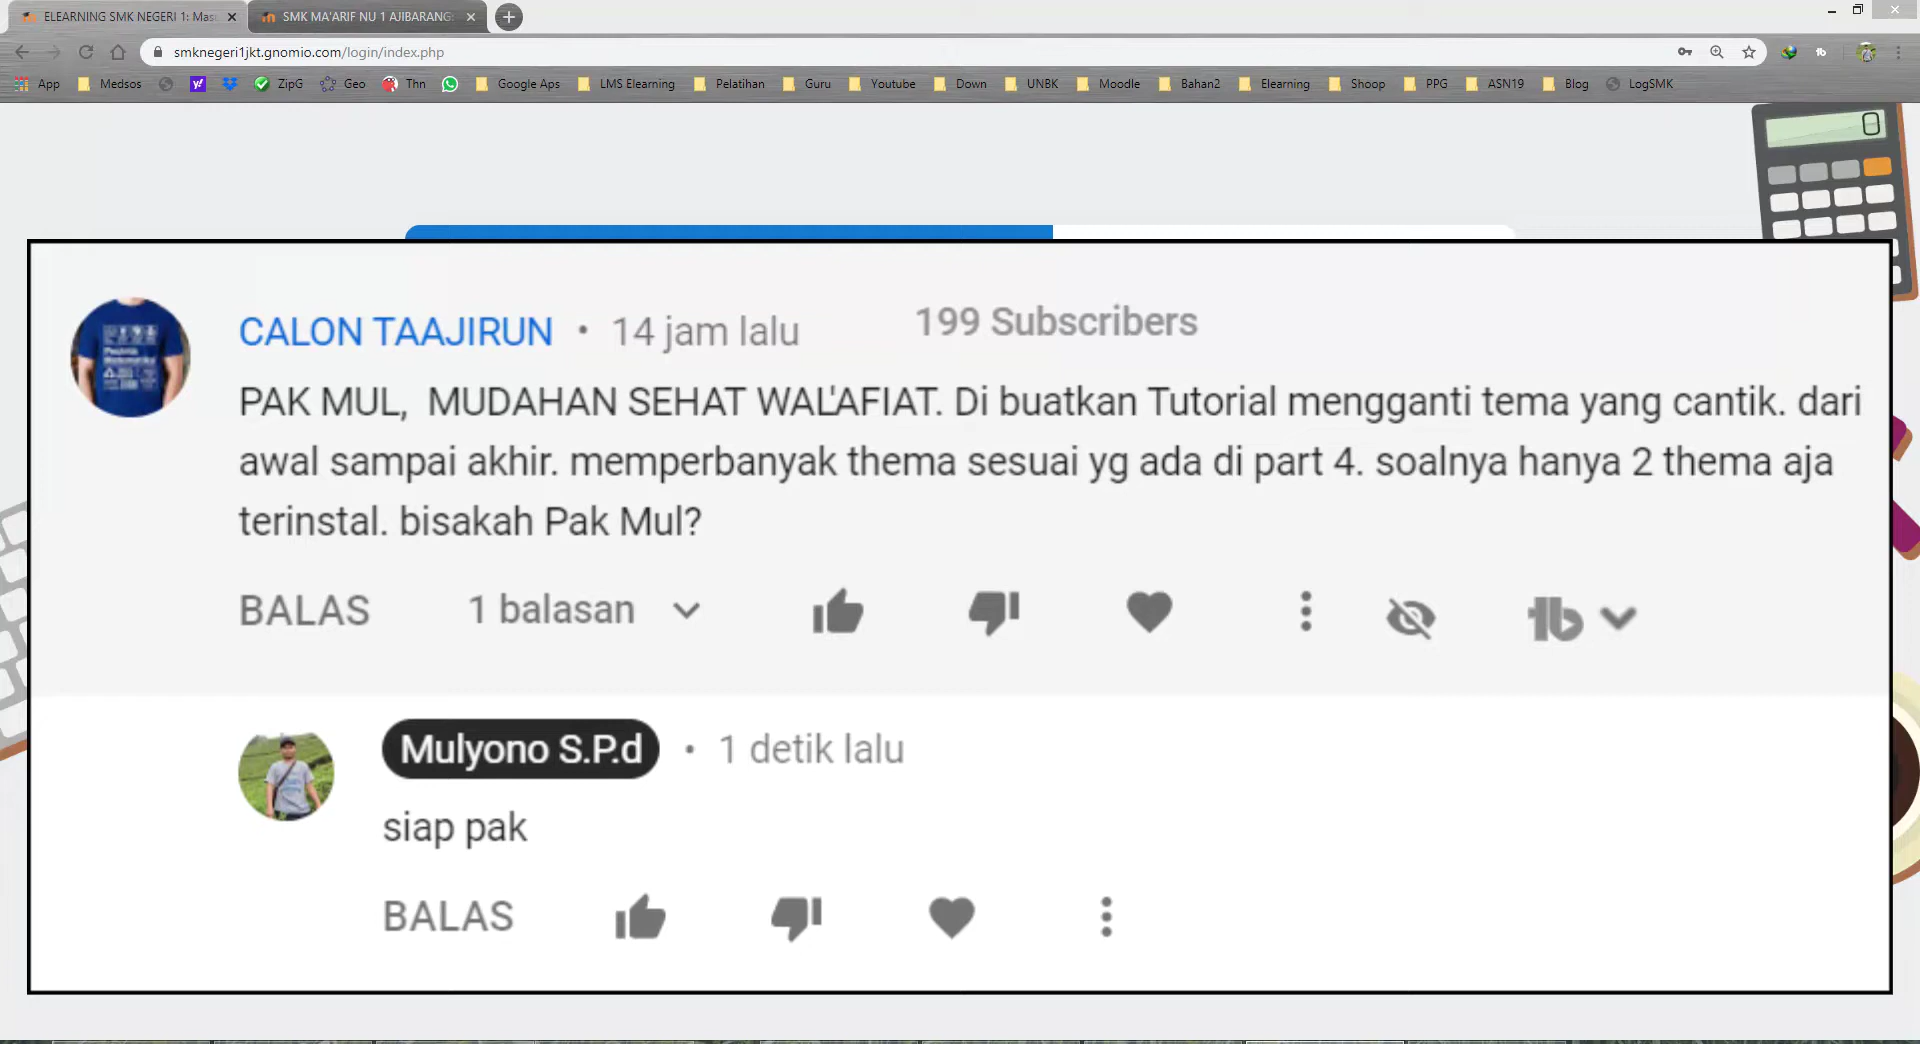 ELEARNING SMK NEGERI 1: Mas
SMK MA'ARIF NU 1 AJIBARANG:
smknegeri1jkt.gnomio.com/login/index.php
App Medsos ZipG Geo Thn Google Aps LMS Elearning Pelatihan Guru Youtube Down UNBK Moodle Bahan2 Elearning Shoop PPG ASN19 Blog LogSMK
0
CALON TAAJIRUN • 14 jam lalu 199 Subscribers
PAK MUL, MUDAHAN SEHAT WAL'AFIAT. Di buatkan Tutorial mengganti tema yang cantik. dari
awal sampai akhir. memperbanyak thema sesuai yg ada di part 4. soalnya hanya 2 thema aja
terinstal. bisakah Pak Mul?
BALAS 1 balasan
Mulyono S.P.d • 1 detik lalu
siap pak
BALAS